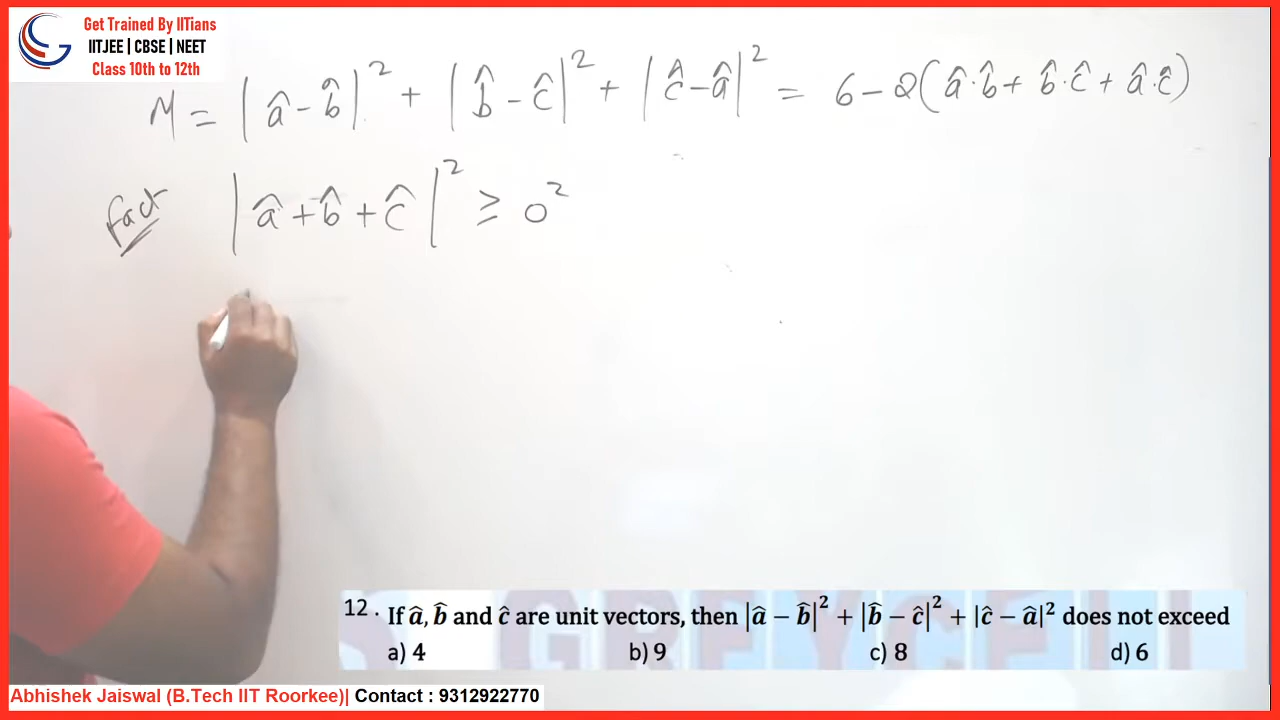 Get Trained By IITians
IITJEE | CBSE | NEET
Class 10th to 12th
M = |â - b̂|² + |b̂ - ĉ|² + |ĉ - â|² = 6 - 2(â·b̂ + b̂·ĉ + â·ĉ)
fact |â + b̂ + ĉ|² ≥ 0²
12. If â, b̂ and ĉ are unit vectors, then |â − b̂|² + |b̂ − ĉ|² + |ĉ − â|² does not exceed
a) 4 b) 9 c) 8 d) 6
Abhishek Jaiswal (B.Tech IIT Roorkee)| Contact : 9312922770